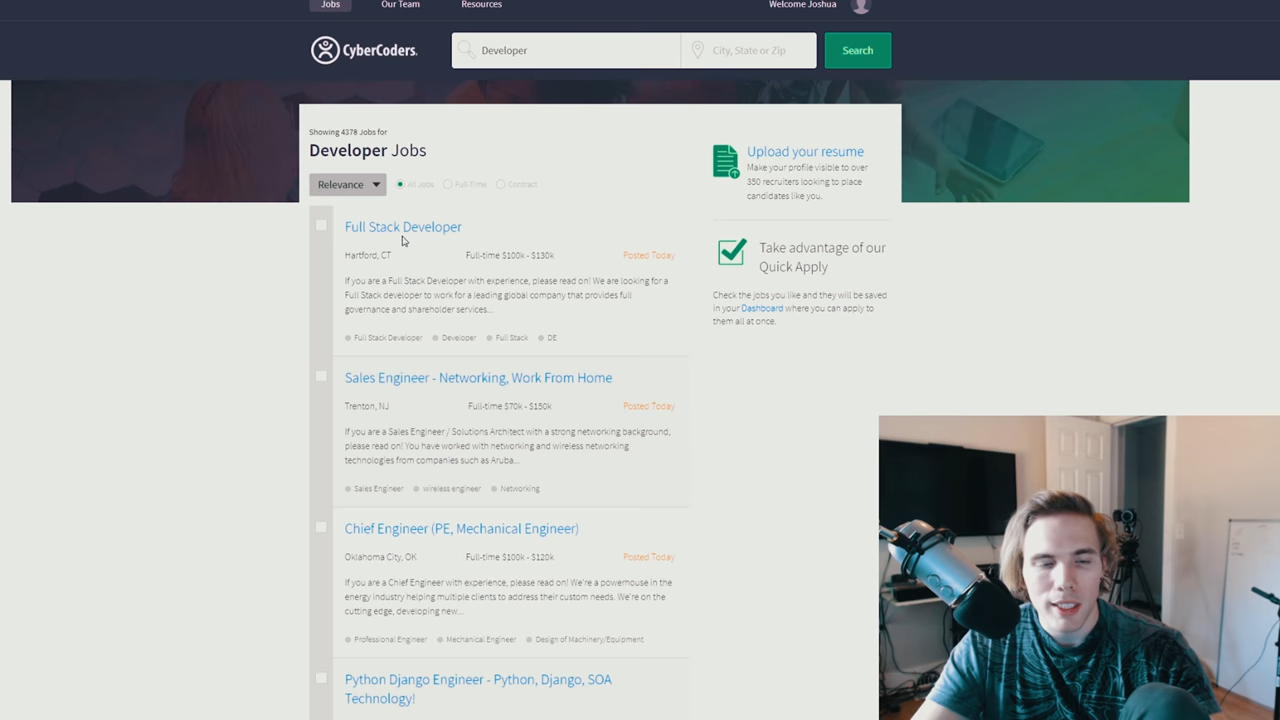 Jobs
Our Team
Resources
Welcome Joshua
CyberCoders.
Developer
City, State or Zip
Search
Showing 4378 Jobs for
Developer Jobs
Relevance
All Jobs
Full-Time
Contract
Full Stack Developer
Hartford, CT
Full-time $100k - $130k
Posted Today
If you are a Full Stack Developer with experience, please read on! We are looking for a
Full Stack developer to work for a leading global company that provides full
governance and shareholder services...
Full Stack Developer
Developer
Full Stack
DE
Sales Engineer - Networking, Work From Home
Trenton, NJ
Full-time $70k - $150k
Posted Today
If you are a Sales Engineer / Solutions Architect with a strong networking background,
please read on! You have worked with networking and wireless networking
technologies from companies such as Aruba...
Sales Engineer
wireless engineer
Networking
Chief Engineer (PE, Mechanical Engineer)
Oklahoma City, OK
Full-time $100k - $120k
Posted Today
If you are a Chief Engineer with experience, please read on! We're a powerhouse in the
energy industry helping multiple clients to address their custom needs. We're on the
cutting edge, developing new...
Professional Engineer
Mechanical Engineer
Design of Machinery/Equipment
Python Django Engineer - Python, Django, SOA
Technology!
Upload your resume
Make your profile visible to over
350 recruiters looking to place
candidates like you.
Take advantage of our
Quick Apply
Check the jobs you like and they will be saved
in your Dashboard where you can apply to
them all at once.